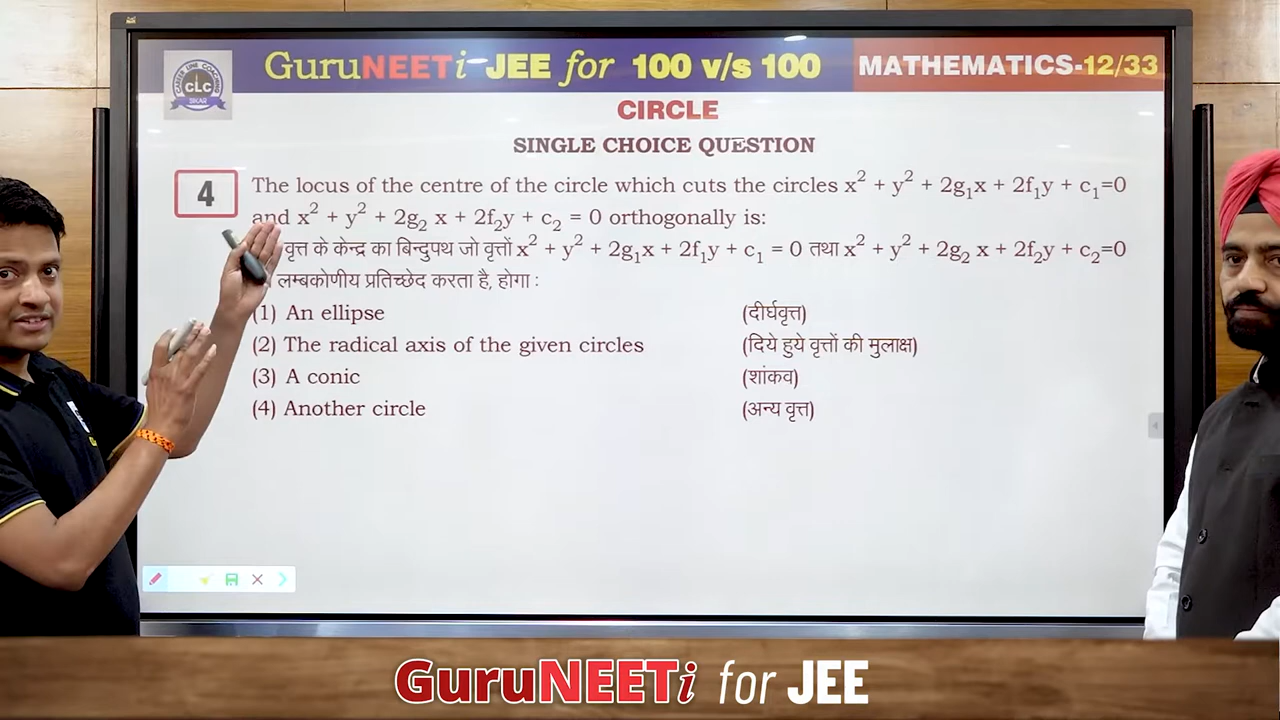 GuruNEETi JEE for 100 v/s 100
MATHEMATICS-12/33
CLC
SIKAR
CIRCLE
SINGLE CHOICE QUESTION
4
The locus of the centre of the circle which cuts the circles x² + y² + 2g₁x + 2f₁y + c₁=0
and x² + y² + 2g₂ x + 2f₂y + c₂ = 0 orthogonally is:
वृत्त के केन्द्र का बिन्दुपथ जो वृत्तों x² + y² + 2g₁x + 2f₁y + c₁ = 0 तथा x² + y² + 2g₂ x + 2f₂y + c₂=0
लम्बकोणीय प्रतिच्छेद करता है, होगा :
(1) An ellipse (दीर्घवृत्त)
(2) The radical axis of the given circles (दिये हुये वृत्तों की मुलाक्ष)
(3) A conic (शांकव)
(4) Another circle (अन्य वृत्त)
GuruNEETi for JEE